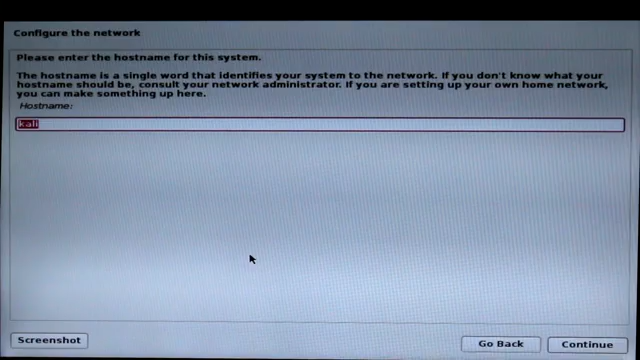 Configure the network
Please enter the hostname for this system.
The hostname is a single word that identifies your system to the network. If you don't know what your
hostname should be, consult your network administrator. If you are setting up your own home network,
you can make something up here.
Hostname:
kali
Screenshot
Go Back
Continue